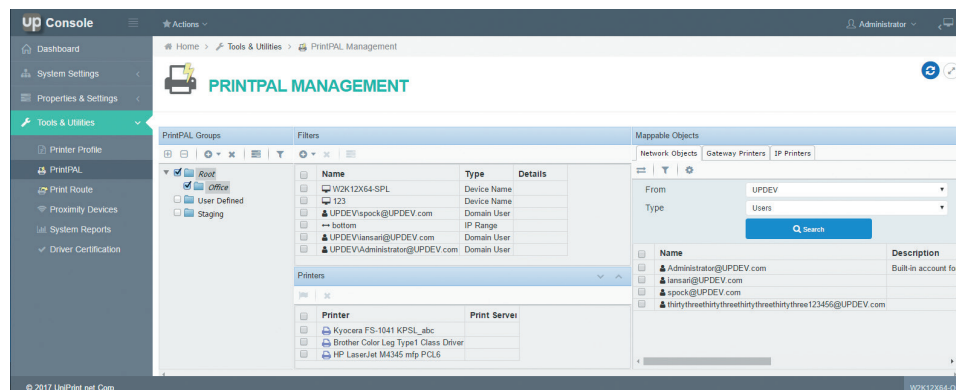 up Console
Actions
Administrator
Dashboard
System Settings
Properties & Settings
Tools & Utilities
Printer Profile
PrintPAL
Print Route
Proximity Devices
System Reports
Driver Certification
Home > Tools & Utilities > PrintPAL Management
PRINTPAL MANAGEMENT
PrintPAL Groups
Root
Office
User Defined
Staging
Filters
Name Type Details
W2K12X64-SPL Device Name
123 Device Name
UPDEV\spock@UPDEV.com Domain User
bottom IP Range
UPDEV\iansari@UPDEV.com Domain User
UPDEV\Administrator@UPDEV.com Domain User
Printers
Printer Print Server
Kyocera FS-1041 KPSL_abc
Brother Color Leg Type1 Class Driver
HP LaserJet M4345 mfp PCL6
Mappable Objects
Network Objects Gateway Printers IP Printers
From UPDEV
Type Users
Search
Name Description
Administrator@UPDEV.com Built-in account fo
iansari@UPDEV.com
spock@UPDEV.com
thirtythreethirtythreethirtythreethirtythree123456@UPDEV.com
© 2017 UniPrint.net Corp